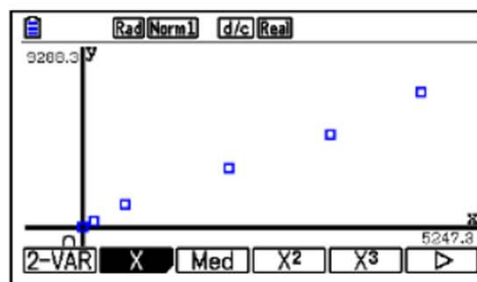 Rad Norm1 d/c Real
9288.3 y
x
0
5247.3
2-VAR X Med X² X³ ▷